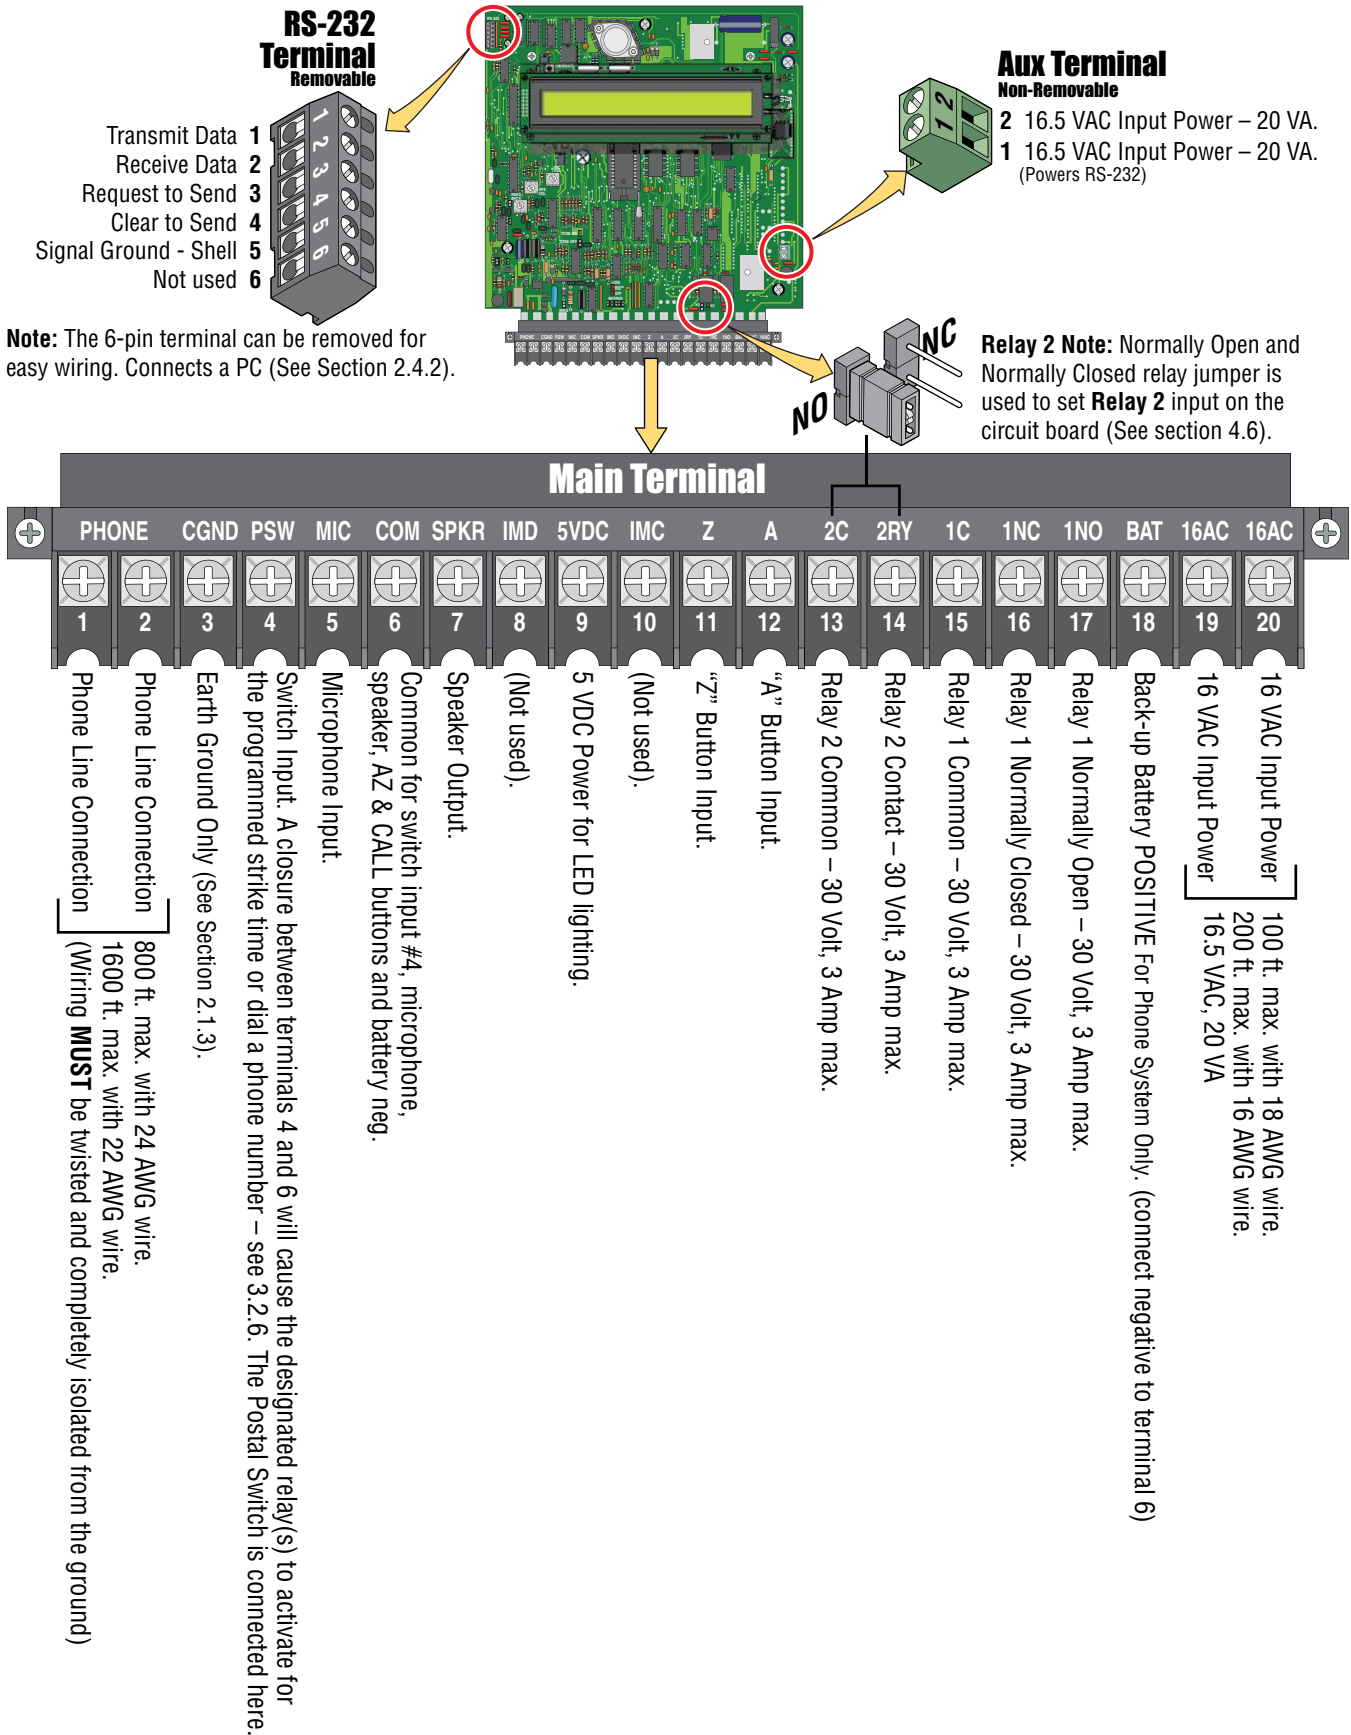 RS-232
Terminal
Removable
Transmit Data 1
Receive Data 2
Request to Send 3
Clear to Send 4
Signal Ground - Shell 5
Not used 6
1
2
3
4
5
6
Note: The 6-pin terminal can be removed for
easy wiring. Connects a PC (See Section 2.4.2).
Aux Terminal
Non-Removable
2 16.5 VAC Input Power – 20 VA.
1 16.5 VAC Input Power – 20 VA.
(Powers RS-232)
1 2
NC
NO
Relay 2 Note: Normally Open and
Normally Closed relay jumper is
used to set Relay 2 input on the
circuit board (See section 4.6).
Main Terminal
PHONE CGND PSW MIC COM SPKR IMD 5VDC IMC Z A 2C 2RY 1C 1NC 1NO BAT 16AC 16AC
1 2 3 4 5 6 7 8 9 10 11 12 13 14 15 16 17 18 19 20
Phone Line Connection
Phone Line Connection
800 ft. max. with 24 AWG wire.
1600 ft. max. with 22 AWG wire.
(Wiring MUST be twisted and completely isolated from the ground)
Earth Ground Only (See Section 2.1.3).
Switch Input. A closure between terminals 4 and 6 will cause the designated relay(s) to activate for
the programmed strike time or dial a phone number – see 3.2.6. The Postal Switch is connected here.
Microphone Input.
Common for switch input #4, microphone,
speaker, AZ & CALL buttons and battery neg.
Speaker Output.
(Not used).
5 VDC Power for LED lighting.
(Not used).
“Z” Button Input.
“A” Button Input.
Relay 2 Common – 30 Volt, 3 Amp max.
Relay 2 Contact – 30 Volt, 3 Amp max.
Relay 1 Common – 30 Volt, 3 Amp max.
Relay 1 Normally Closed – 30 Volt, 3 Amp max.
Relay 1 Normally Open – 30 Volt, 3 Amp max.
Back-up Battery POSITIVE For Phone System Only. (connect negative to terminal 6)
16 VAC Input Power
16 VAC Input Power
100 ft. max. with 18 AWG wire.
200 ft. max. with 16 AWG wire.
16.5 VAC, 20 VA